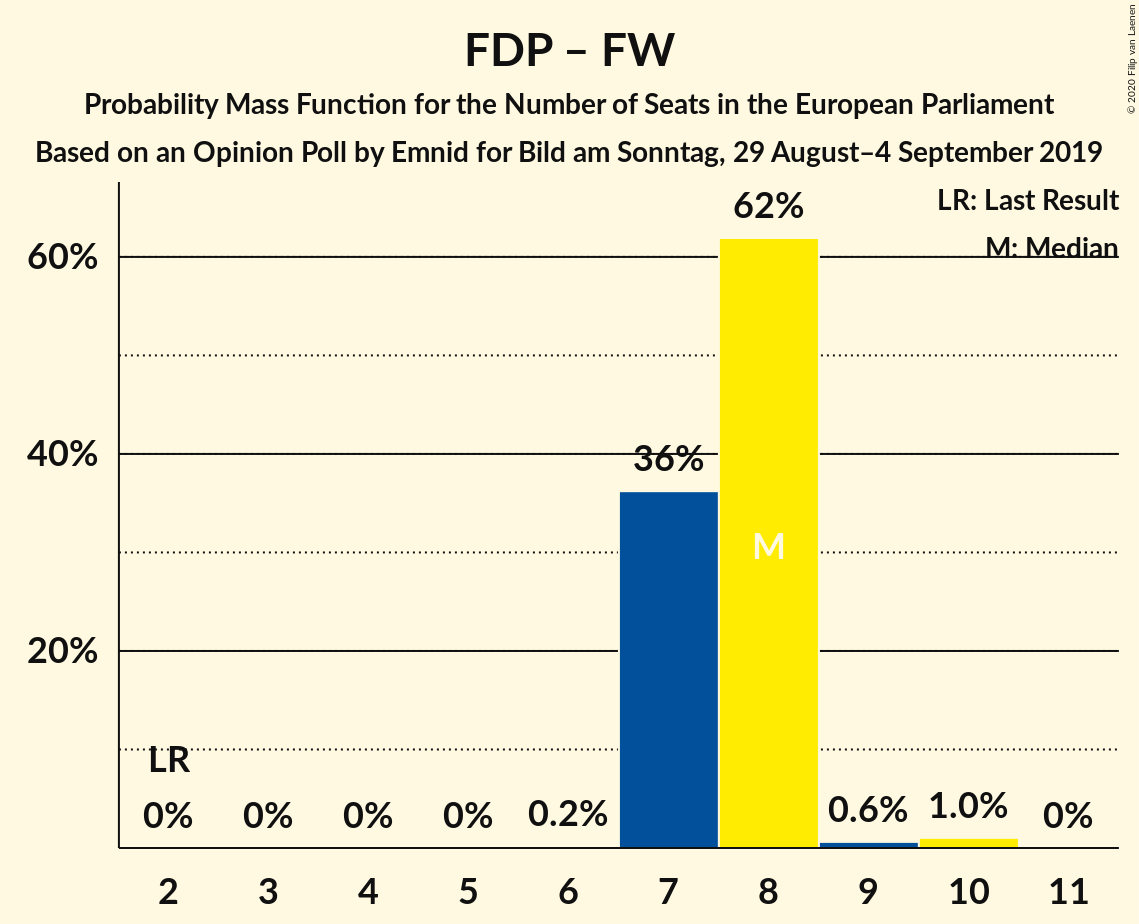 FDP – FW
Probability Mass Function for the Number of Seats in the European Parliament
Based on an Opinion Poll by Emnid for Bild am Sonntag, 29 August–4 September 2019
© 2020 Filip van Laenen
LR: Last Result
M: Median
62%
60%
40%
36%
M
20%
LR
0% 0% 0% 0% 0.2% 0.6% 1.0% 0%
2 3 4 5 6 7 8 9 10 11